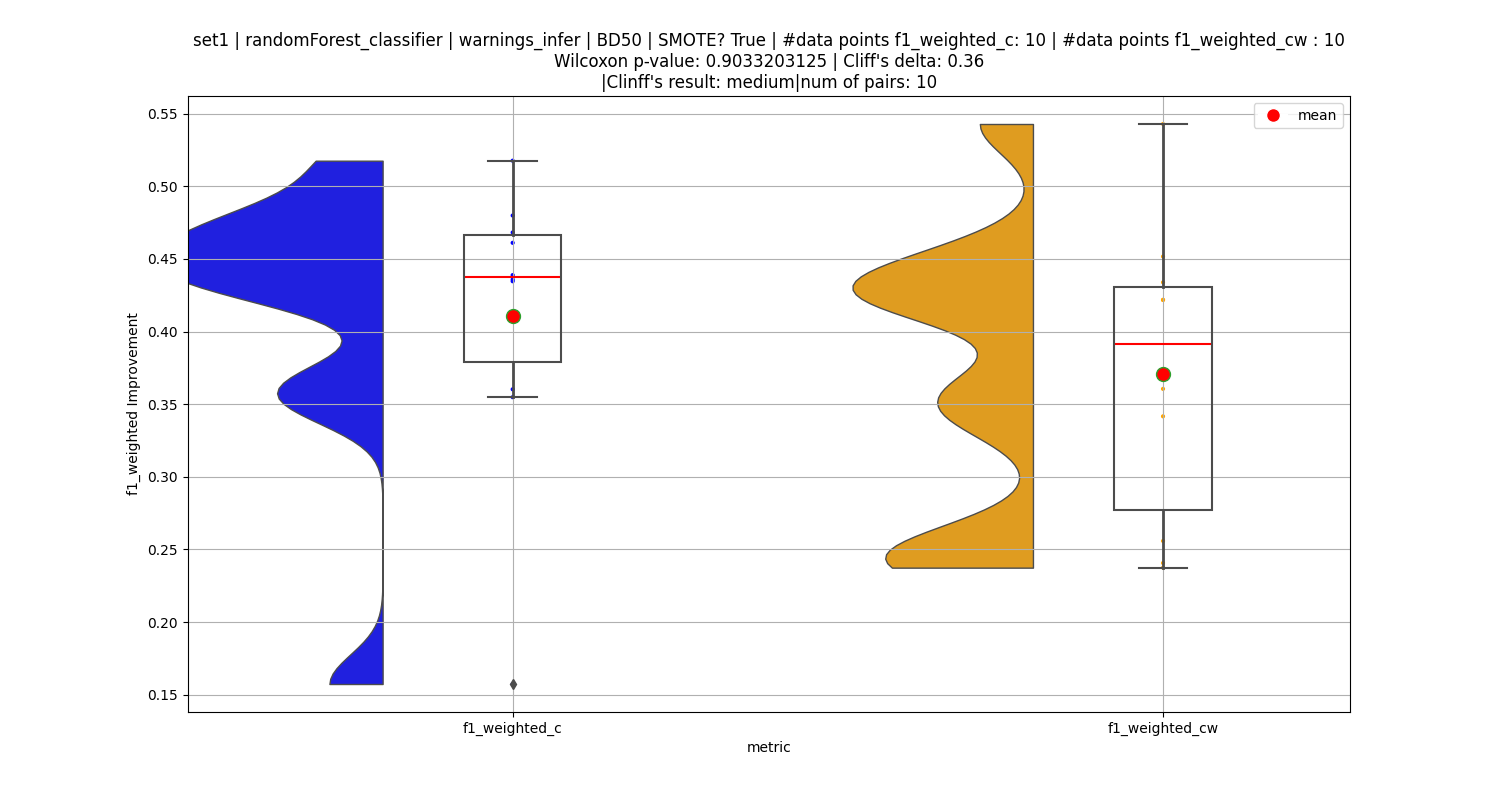 set1 | randomForest_classifier | warnings_infer | BD50 | SMOTE? True | #data points f1_weighted_c: 10 | #data points f1_weighted_cw : 10
Wilcoxon p-value: 0.9033203125 | Cliff's delta: 0.36
|Clinff's result: medium|num of pairs: 10
mean
f1_weighted Improvement
0.55
0.50
0.45
0.40
0.35
0.30
0.25
0.20
0.15
f1_weighted_c
f1_weighted_cw
metric